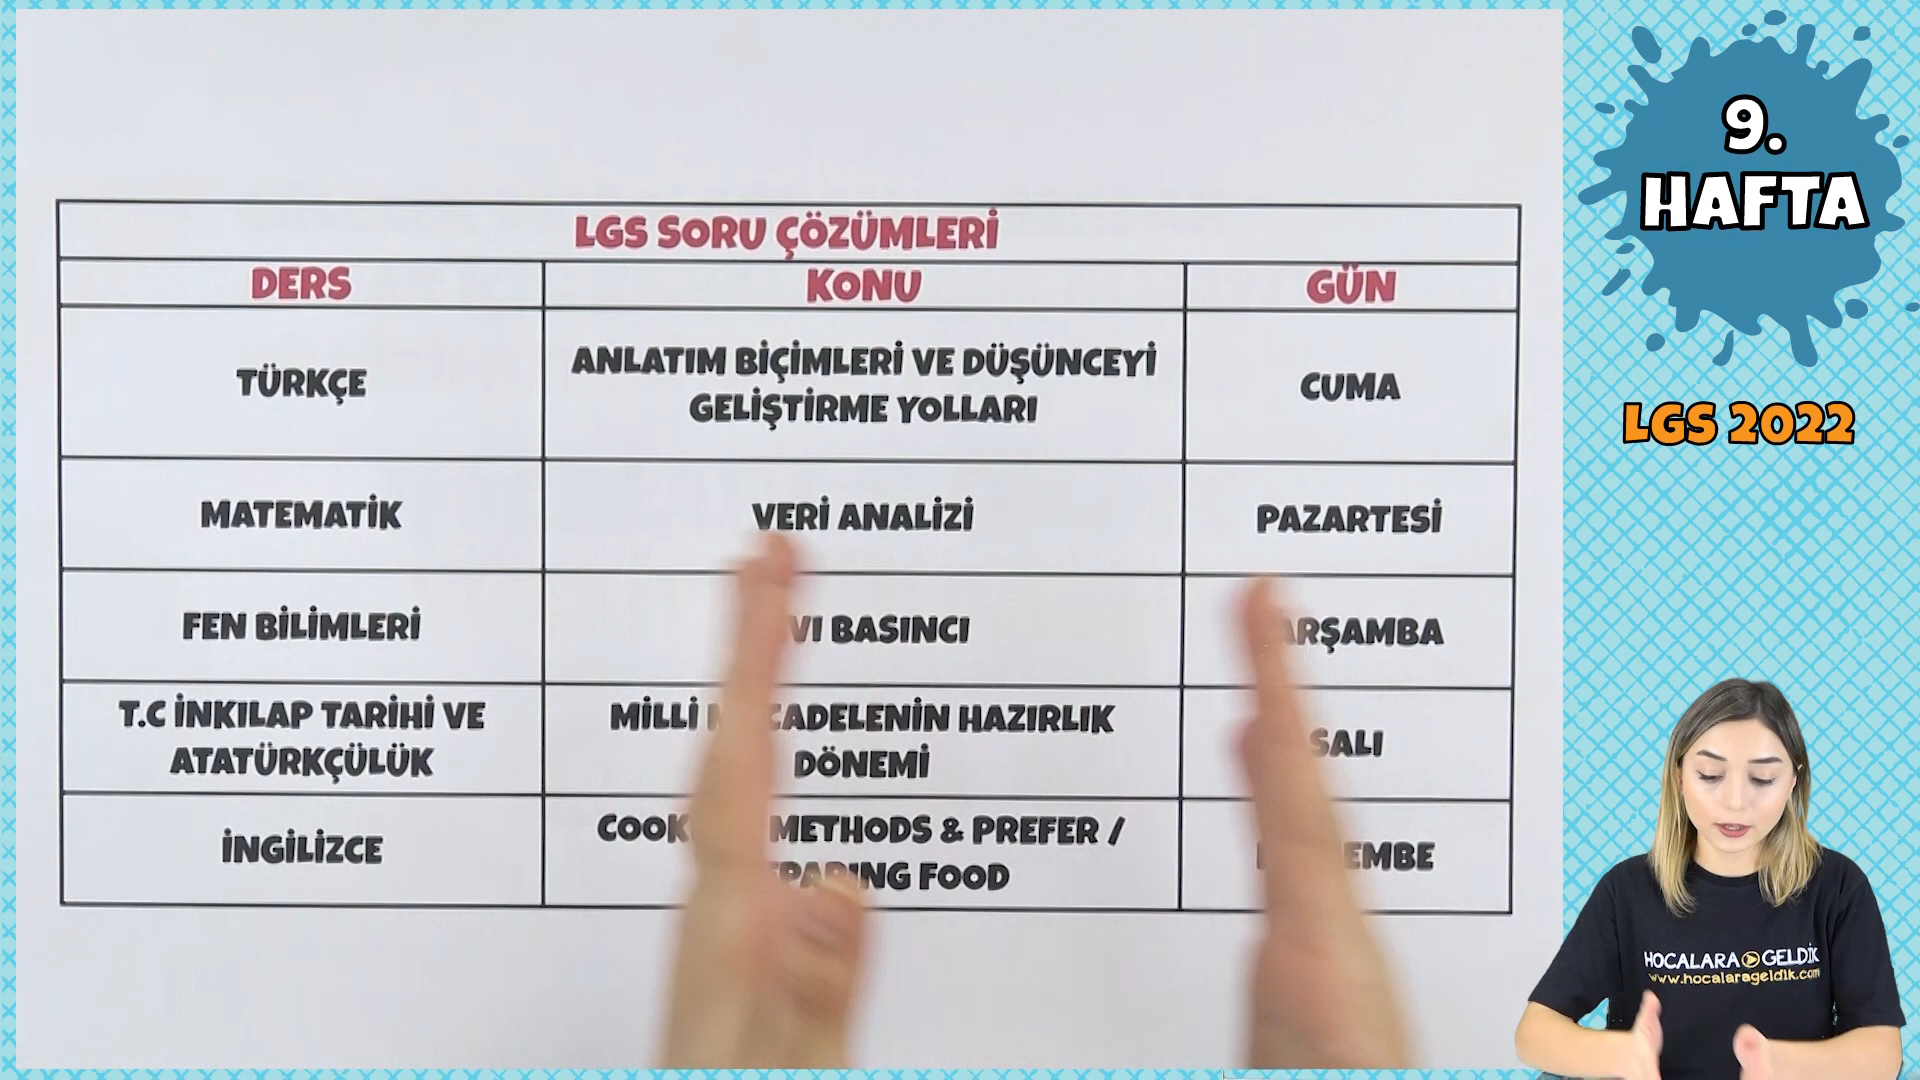 LGS SORU ÇÖZÜMLERİ
DERS KONU GÜN
TÜRKÇE
ANLATIM BİÇİMLERİ VE DÜŞÜNCEYİ
GELİŞTİRME YOLLARI
CUMA
MATEMATİK
VERİ ANALİZİ
PAZARTESİ
FEN BİLİMLERİ
BASINCI
T.C İNKILAP TARİHİ VE
ATATÜRKÇÜLÜK
MİLLİ HAZIRLIK
DÖNEMİ
SALI
İNGİLİZCE
METHODS & PREFER /
FOOD
9.
HAFTA
LGS 2022
HOCALARA GELDİK
www.hocalarageldik.com